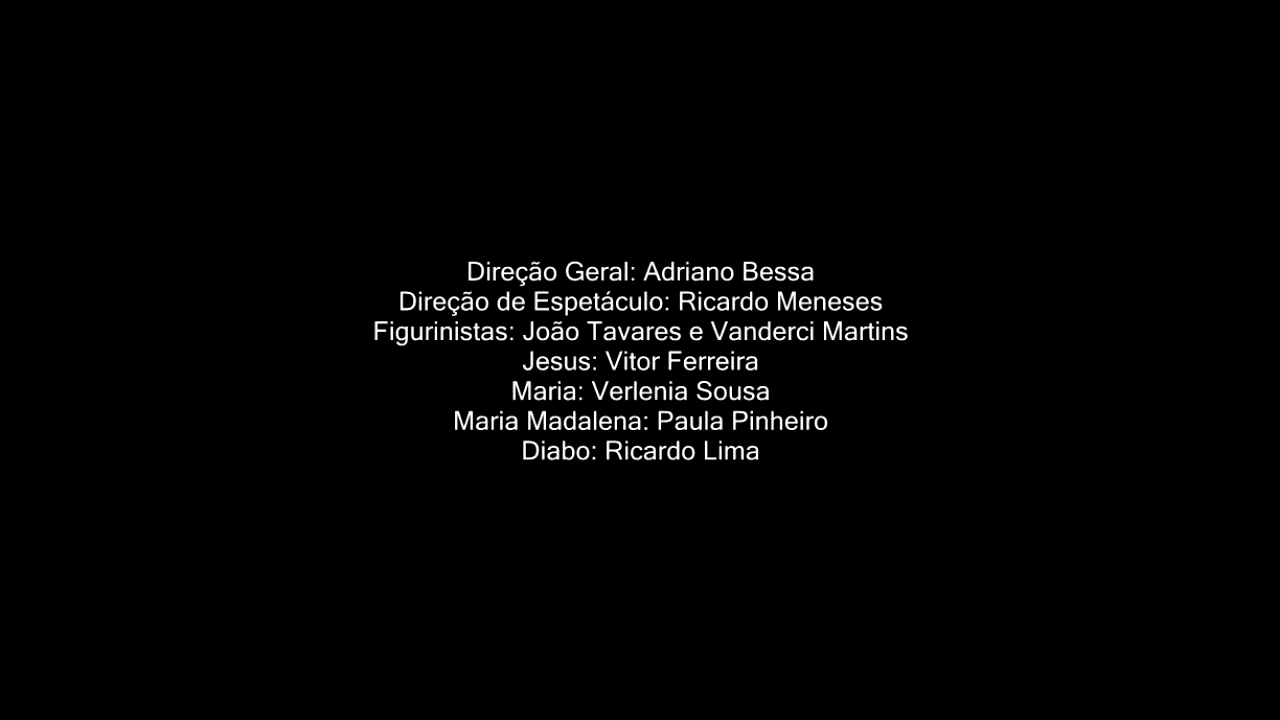 Direção Geral: Adriano Bessa
Direção de Espetáculo: Ricardo Meneses
Figurinistas: João Tavares e Vanderci Martins
Jesus: Vitor Ferreira
Maria: Verlenia Sousa
Maria Madalena: Paula Pinheiro
Diabo: Ricardo Lima